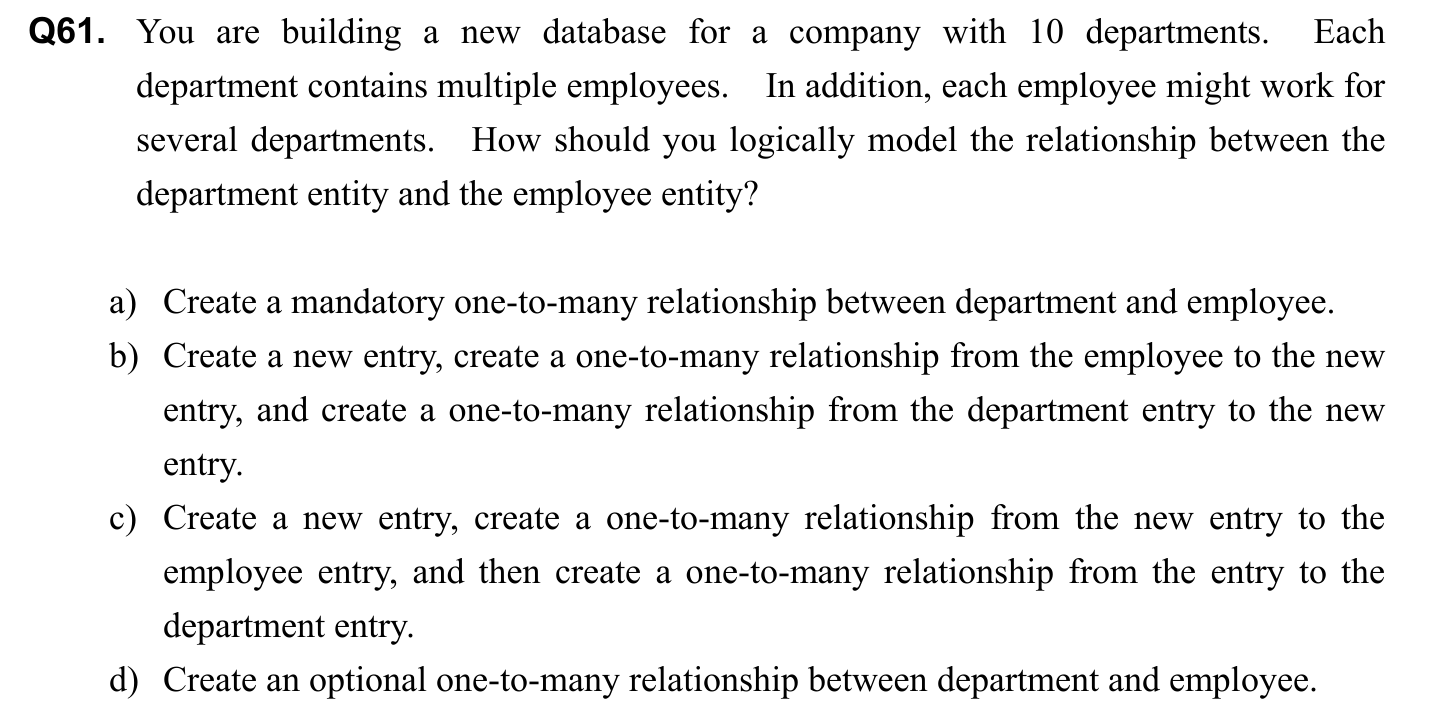 Q61. You are building a new database for a company with 10 departments. Each
department contains multiple employees. In addition, each employee might work for
several departments. How should you logically model the relationship between the
department entity and the employee entity?
a) Create a mandatory one-to-many relationship between department and employee.
b) Create a new entry, create a one-to-many relationship from the employee to the new
entry, and create a one-to-many relationship from the department entry to the new
entry.
c) Create a new entry, create a one-to-many relationship from the new entry to the
employee entry, and then create a one-to-many relationship from the entry to the
department entry.
d) Create an optional one-to-many relationship between department and employee.